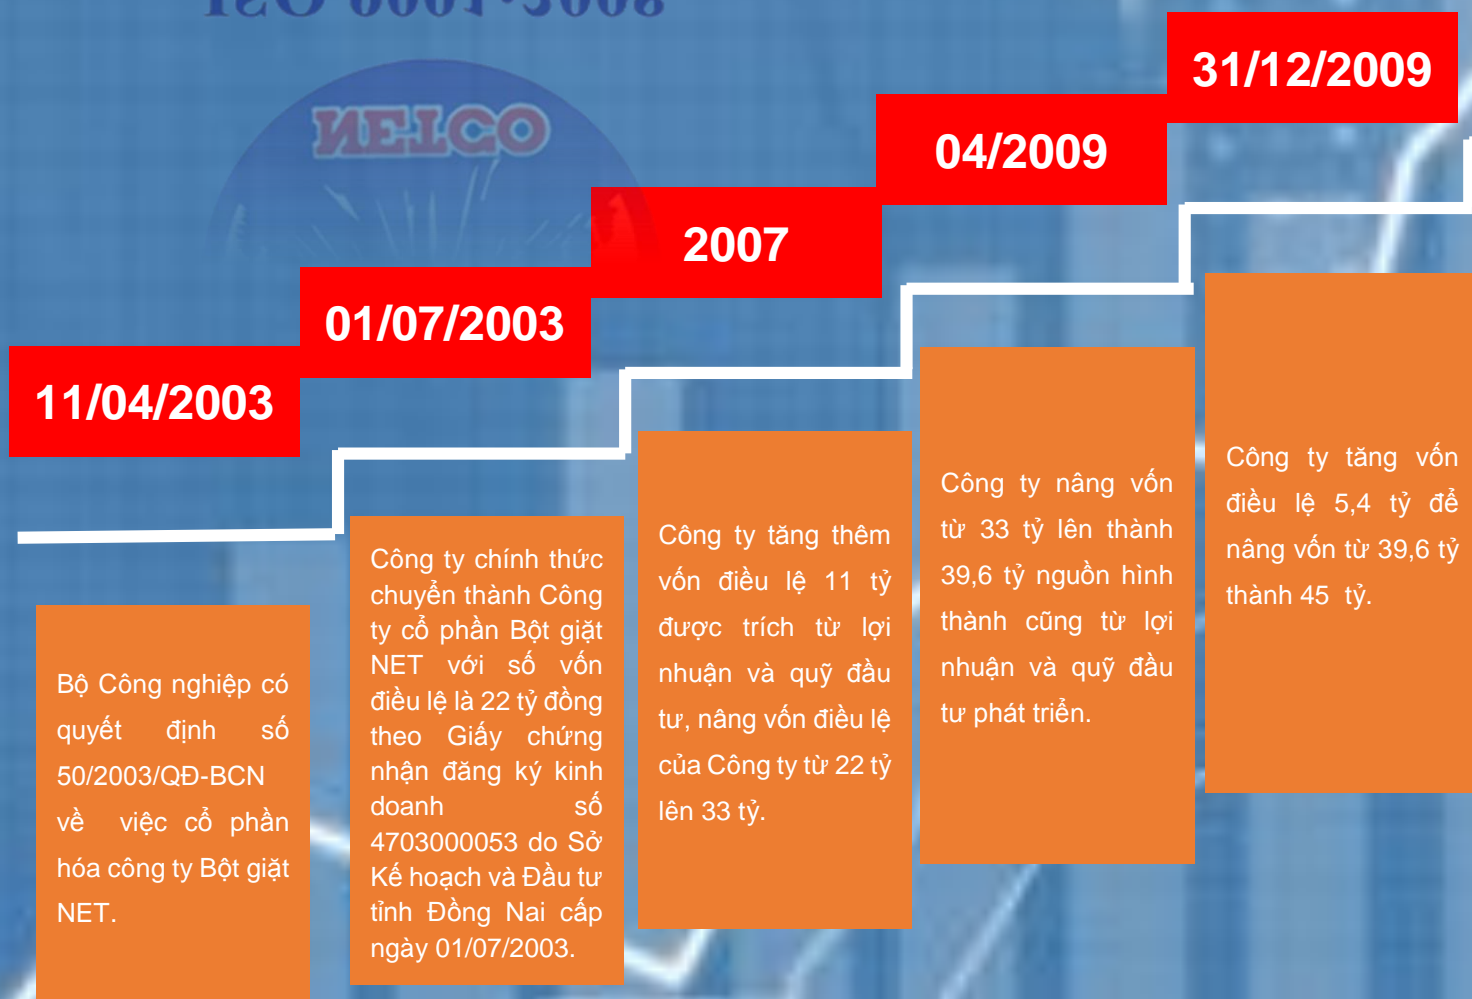 NETCO
31/12/2009
04/2009
2007
01/07/2003
11/04/2003
Bộ Công nghiệp có
quyết định số
50/2003/QĐ-BCN
về việc cổ phần
hóa công ty Bột giặt
NET.
Công ty chính thức
chuyển thành Công
ty cổ phần Bột giặt
NET với số vốn
điều lệ là 22 tỷ đồng
theo Giấy chứng
nhận đăng ký kinh
doanh số
4703000053 do Sở
Kế hoạch và Đầu tư
tỉnh Đồng Nai cấp
ngày 01/07/2003.
Công ty tăng thêm
vốn điều lệ 11 tỷ
được trích từ lợi
nhuận và quỹ đầu
tư, nâng vốn điều lệ
của Công ty từ 22 tỷ
lên 33 tỷ.
Công ty nâng vốn
từ 33 tỷ lên thành
39,6 tỷ nguồn hình
thành cũng từ lợi
nhuận và quỹ đầu
tư phát triển.
Công ty tăng vốn
điều lệ 5,4 tỷ để
nâng vốn từ 39,6 tỷ
thành 45 tỷ.